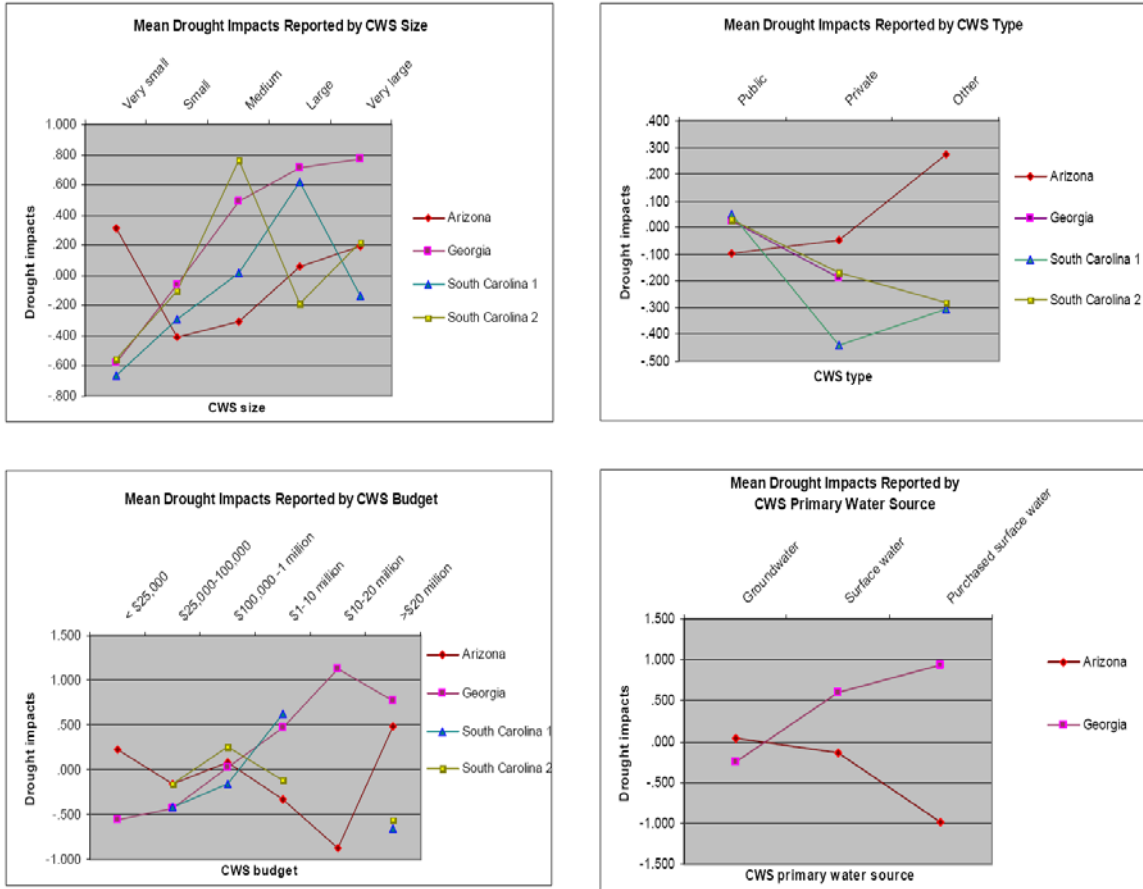 Mean Drought Impacts Reported by CWS Size
Very small
Small
Medium
Large
Very large
1.000
.800
.600
.400
.200
.000
-.200
-.400
-.600
-.800
Drought impacts
CWS size
Arizona
Georgia
South Carolina 1
South Carolina 2
Mean Drought Impacts Reported by CWS Type
Public
Private
Other
.400
.300
.200
.100
.000
-.100
-.200
-.300
-.400
-.500
Drought impacts
CWS type
Arizona
Georgia
South Carolina 1
South Carolina 2
Mean Drought Impacts Reported by CWS Budget
< $25,000
$25,000-100,000
$100,000 -1 million
$1-10 million
$10-20 million
>$20 million
1.500
1.000
.500
.000
-.500
-1.000
Drought impacts
CWS budget
Arizona
Georgia
South Carolina 1
South Carolina 2
Mean Drought Impacts Reported by
CWS Primary Water Source
Groundwater
Surface water
Purchased surface water
1.500
1.000
.500
.000
-.500
-1.000
-1.500
Drought impacts
CWS primary water source
Arizona
Georgia